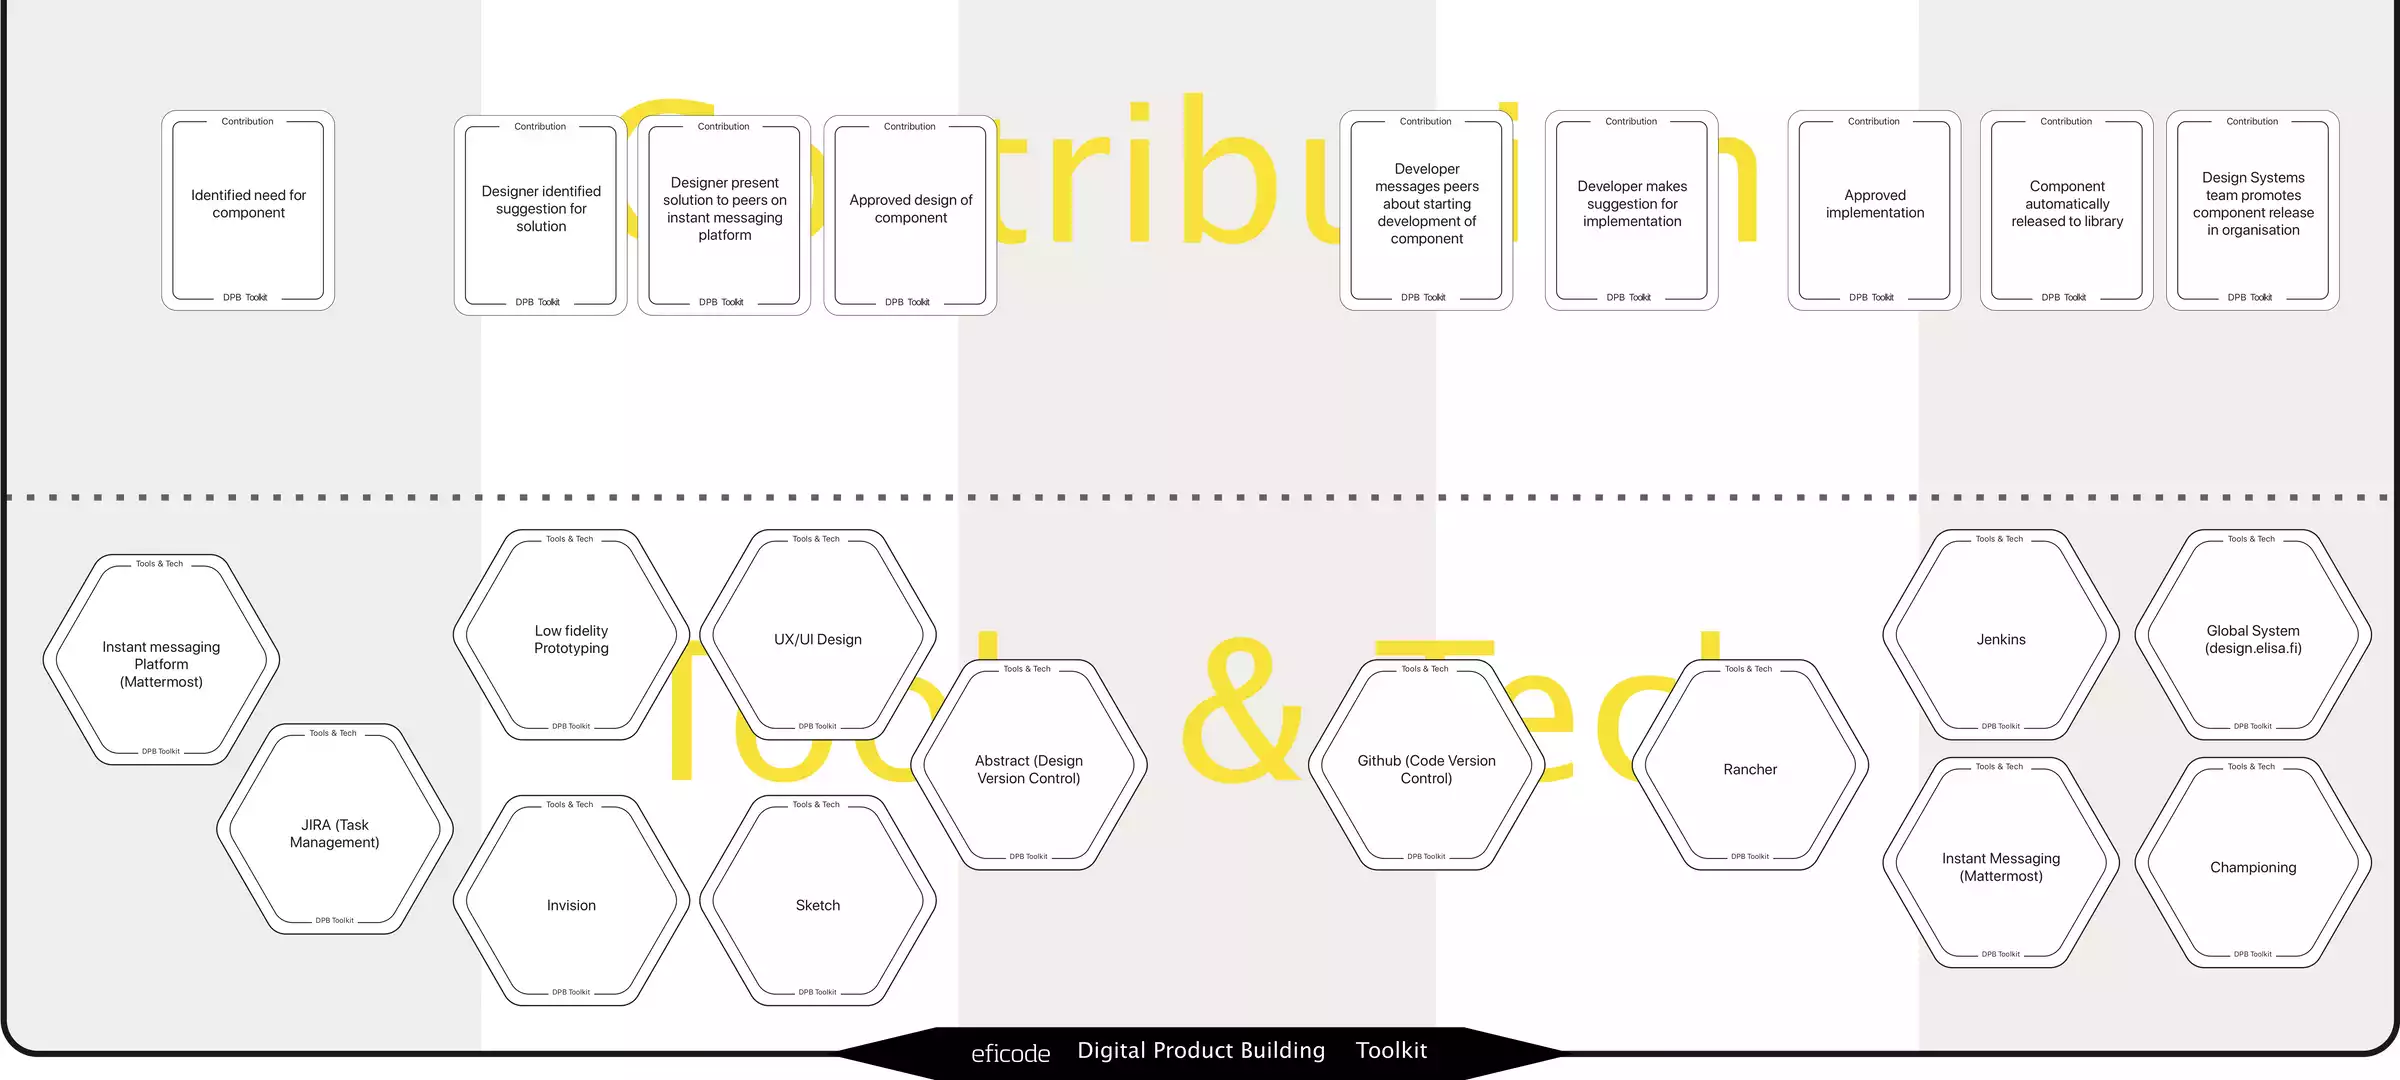 Contribution
Contribution
Identified need for
component
DPB Toolkit
Contribution
Designer identified
suggestion for
solution
DPB Toolkit
Contribution
Designer present
solution to peers on
instant messaging
platform
DPB Toolkit
Contribution
Approved design of
component
DPB Toolkit
Contribution
Developer
messages peers
about starting
development of
component
DPB Toolkit
Contribution
Developer makes
suggestion for
implementation
DPB Toolkit
Contribution
Approved
implementation
DPB Toolkit
Contribution
Component
automatically
released to library
DPB Toolkit
Contribution
Design Systems
team promotes
component release
in organisation
DPB Toolkit
Tools & Tech
Tools & Tech
Instant messaging
Platform
(Mattermost)
DPB Toolkit
Tools & Tech
JIRA (Task
Management)
DPB Toolkit
Tools & Tech
Low fidelity
Prototyping
DPB Toolkit
Tools & Tech
UX/UI Design
DPB Toolkit
Tools & Tech
Invision
DPB Toolkit
Tools & Tech
Sketch
DPB Toolkit
Tools & Tech
Abstract (Design
Version Control)
DPB Toolkit
Tools & Tech
Github (Code Version
Control)
DPB Toolkit
Tools & Tech
Rancher
DPB Toolkit
Tools & Tech
Jenkins
DPB Toolkit
Tools & Tech
Global System
(design.elisa.fi)
DPB Toolkit
Tools & Tech
Instant Messaging
(Mattermost)
DPB Toolkit
Tools & Tech
Championing
DPB Toolkit
eficode Digital Product Building Toolkit